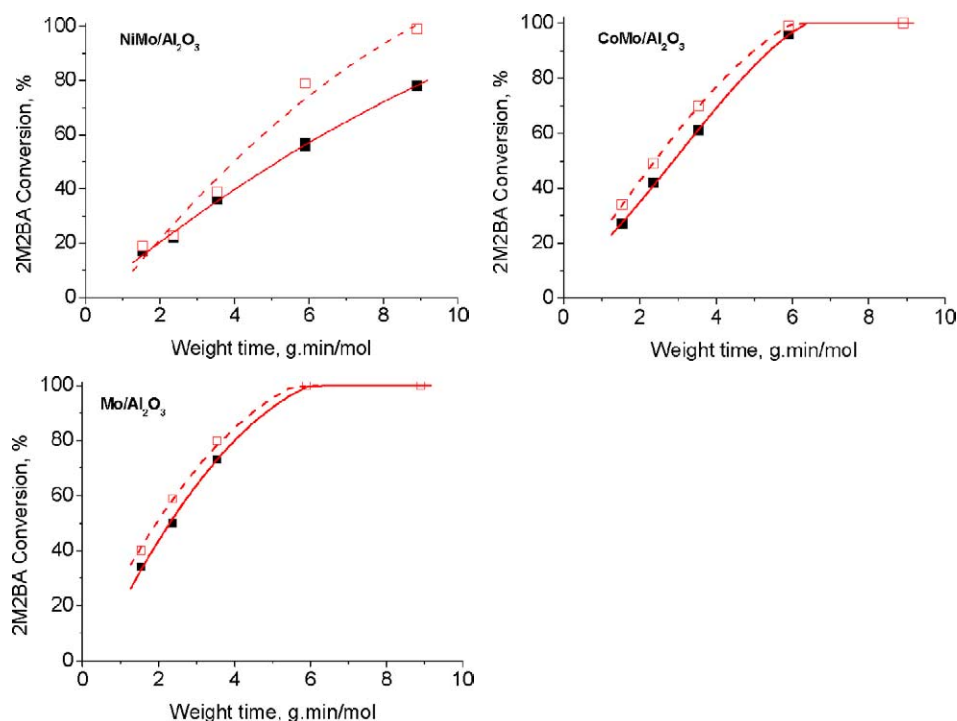 NiMo/Al₂O₃
100
80
60
40
20
0
2M2BA Conversion, %
0 2 4 6 8 10
Weight time, g.min/mol
CoMo/Al₂O₃
100
80
60
40
20
0
2M2BA Conversion, %
0 2 4 6 8 10
Weight time, g.min/mol
Mo/Al₂O₃
100
80
60
40
20
0
2M2BA Conversion, %
0 2 4 6 8 10
Weight time, g.min/mol